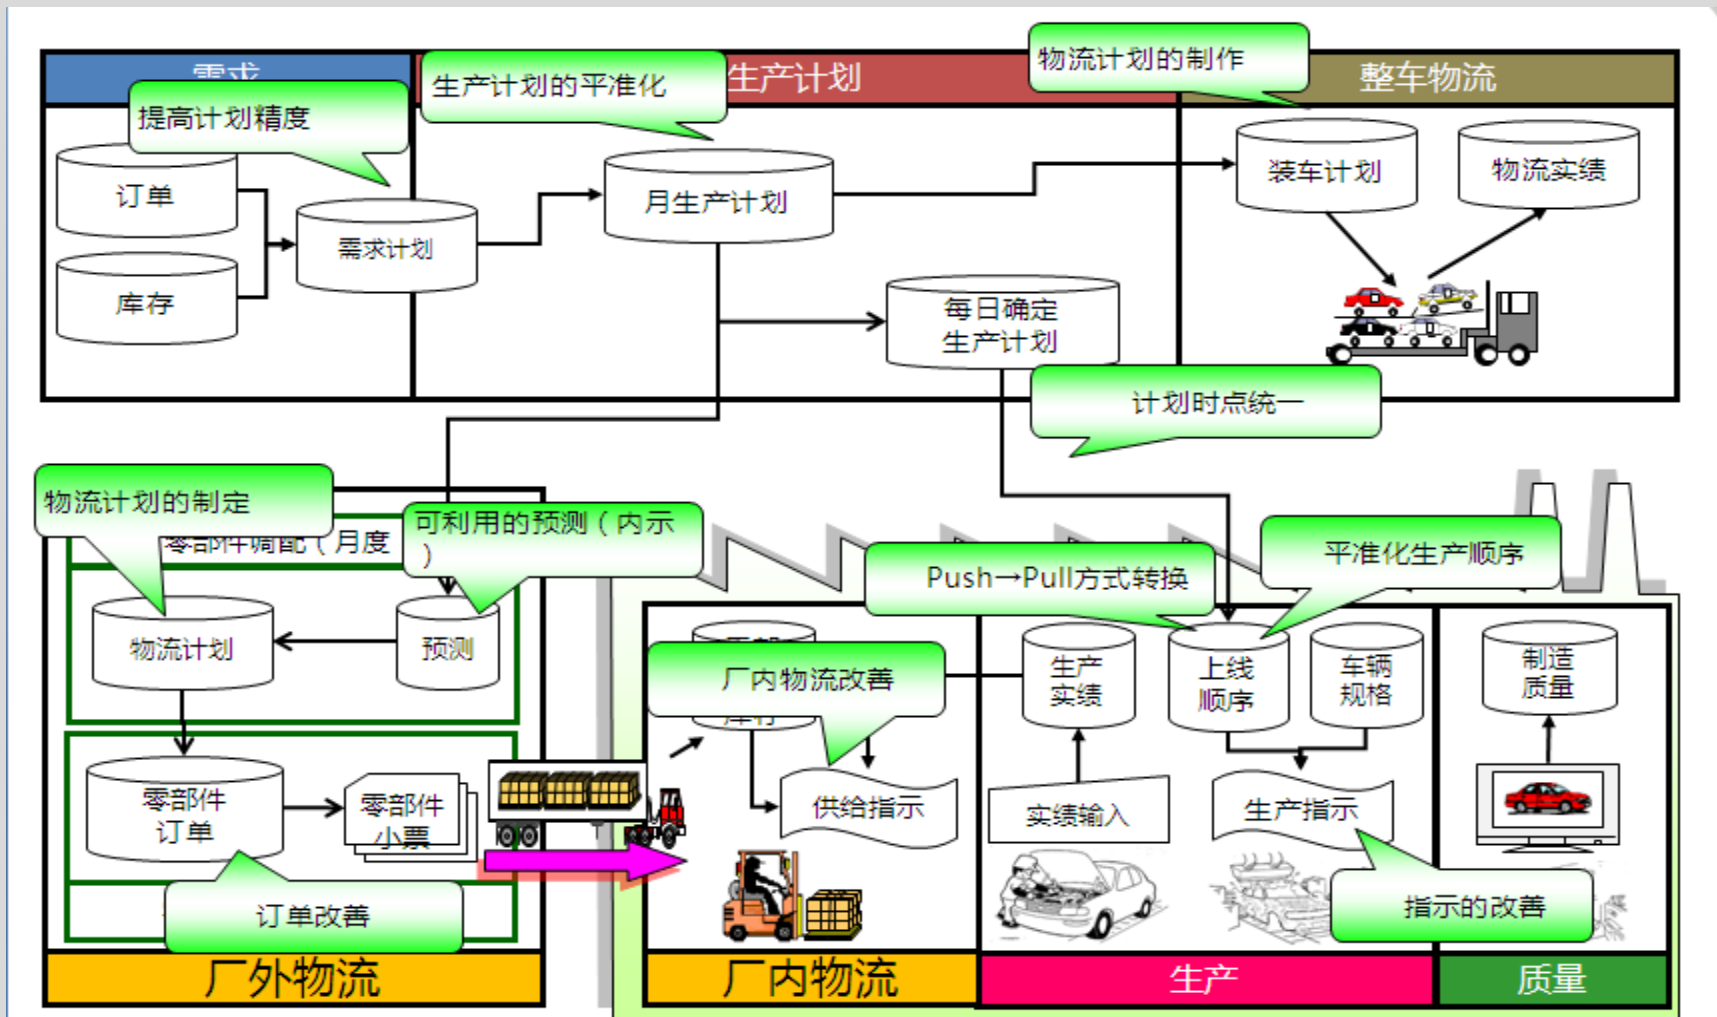 需求
生产计划
整车物流
提高计划精度
生产计划的平准化
物流计划的制作
订单
库存
需求计划
月生产计划
每日确定
生产计划
装车计划
物流实绩
计划时点统一
物流计划的制定
零部件调配（月度
可利用的预测（内示
）
物流计划
预测
零部件
订单
零部件
小票
订单改善
厂外物流
Push→Pull方式转换
平准化生产顺序
厂内物流改善
供给指示
生产
实绩
上线
顺序
车辆
规格
制造
质量
实绩输入
生产指示
指示的改善
厂内物流
生产
质量